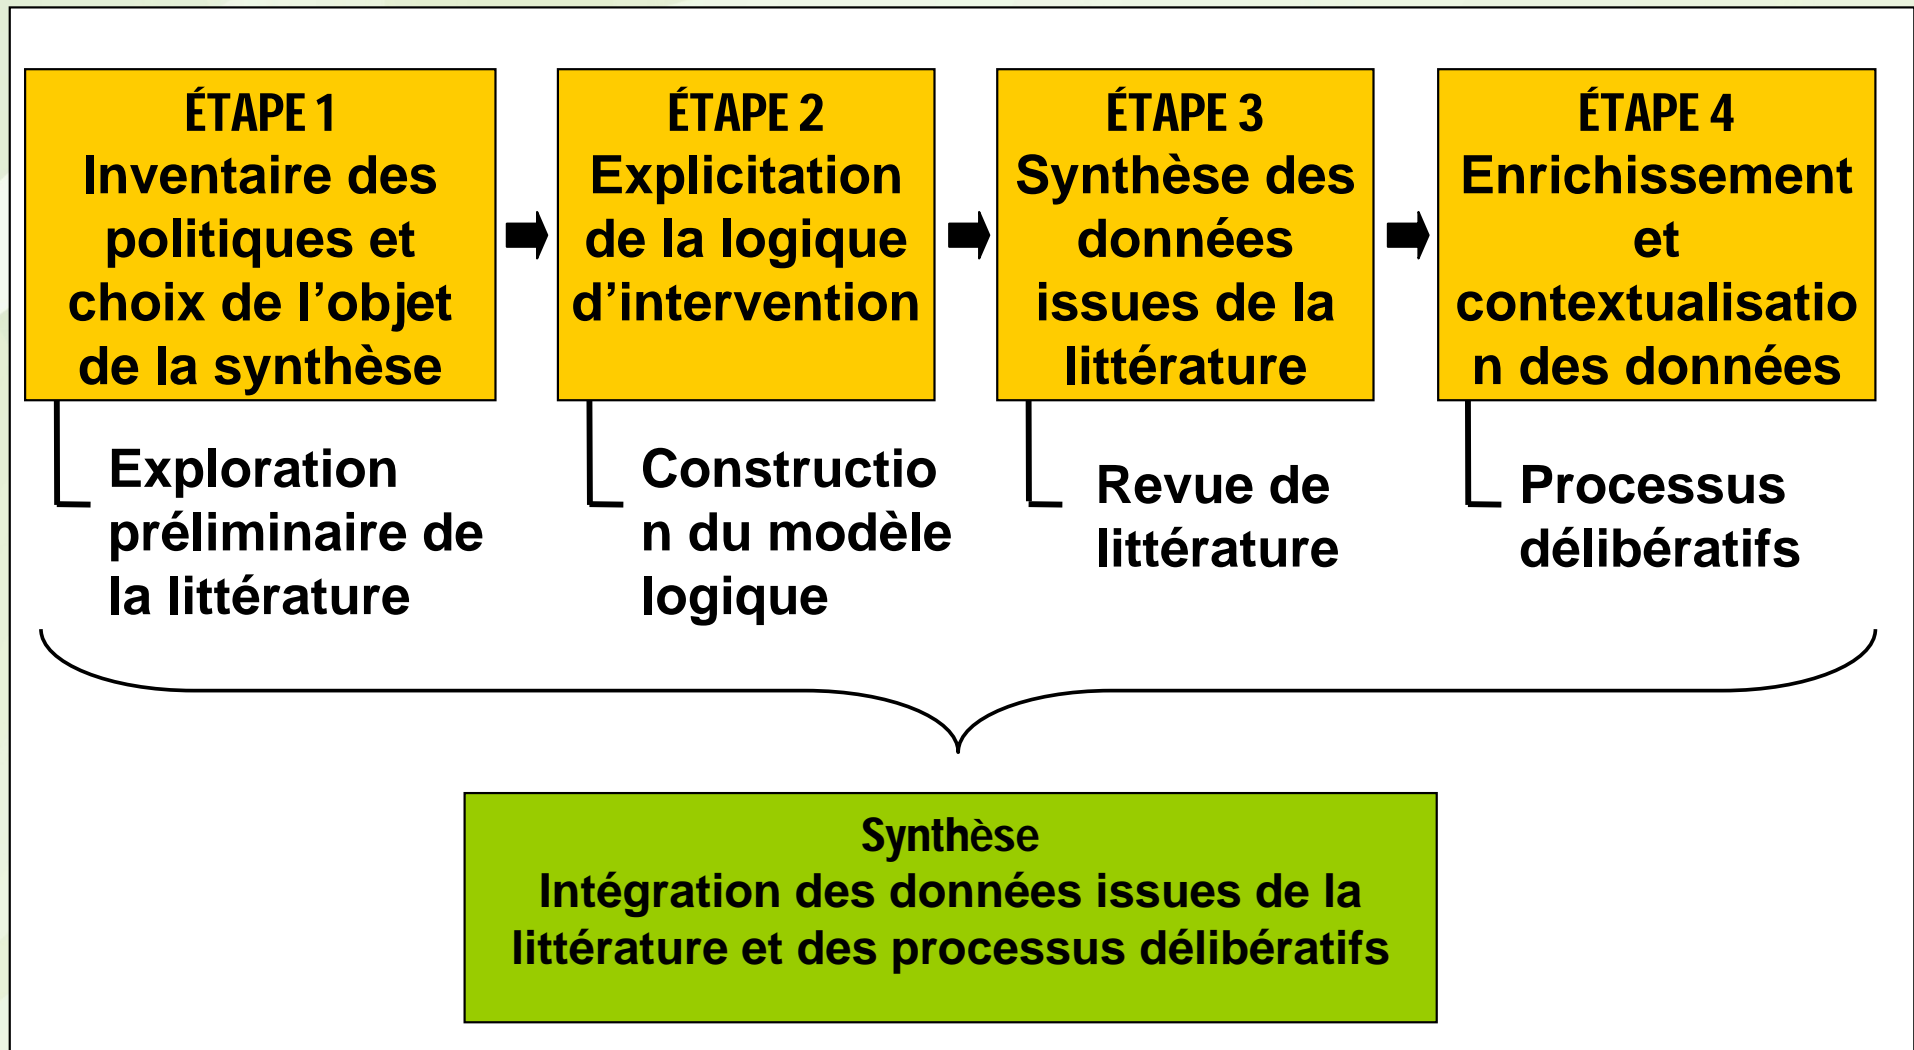 ÉTAPE 1
Inventaire des
politiques et
choix de l’objet
de la synthèse
ÉTAPE 2
Explicitation
de la logique
d’intervention
ÉTAPE 3
Synthèse des
données
issues de la
littérature
ÉTAPE 4
Enrichissement
et
contextualisatio
n des données
Exploration
préliminaire de
la littérature
Constructio
n du modèle
logique
Revue de
littérature
Processus
délibératifs
Synthèse
Intégration des données issues de la
littérature et des processus délibératifs